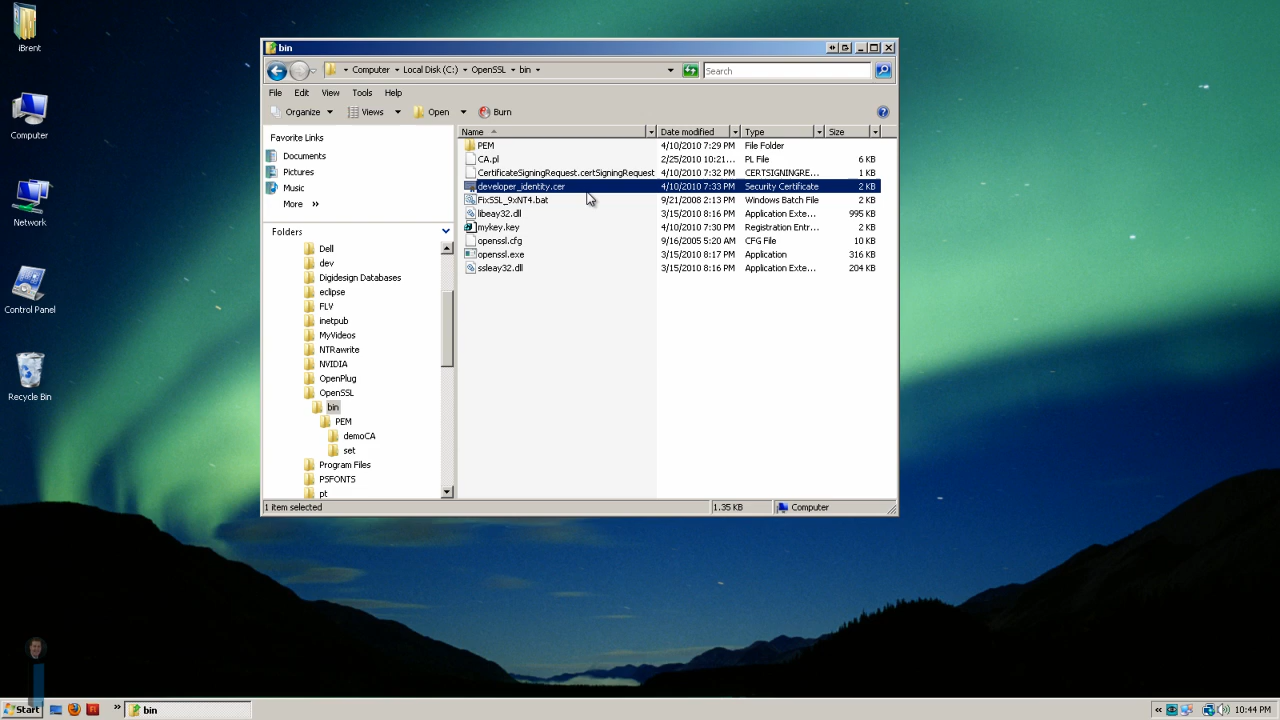 iBrent
Computer
Network
Control Panel
Recycle Bin
bin
Computer Local Disk (C:) OpenSSL bin
Search
File Edit View Tools Help
Organize Views Open Burn
Favorite Links
Documents
Pictures
Music
More »
Folders
Dell
dev
Digidesign Databases
eclipse
FLV
inetpub
MyVideos
NTRawrite
NVIDIA
OpenPlug
OpenSSL
bin
PEM
demoCA
set
Program Files
PSFONTS
pt
Name Date modified Type Size
PEM 4/10/2010 7:29 PM File Folder
CA.pl 2/25/2010 10:21... PL File 6 KB
CertificateSigningRequest.certSigningRequest 4/10/2010 7:32 PM CERTSIGNINGRE... 1 KB
developer_identity.cer 4/10/2010 7:33 PM Security Certificate 2 KB
FixSSL_9xNT4.bat 9/21/2008 2:13 PM Windows Batch File 2 KB
libeay32.dll 3/15/2010 8:16 PM Application Exte... 995 KB
mykey.key 4/10/2010 7:30 PM Registration Entr... 2 KB
openssl.cfg 9/16/2005 5:20 AM CFG File 10 KB
openssl.exe 3/15/2010 8:17 PM Application 316 KB
ssleay32.dll 3/15/2010 8:16 PM Application Exte... 204 KB
1 item selected 1.35 KB Computer
Start » bin « 10:44 PM